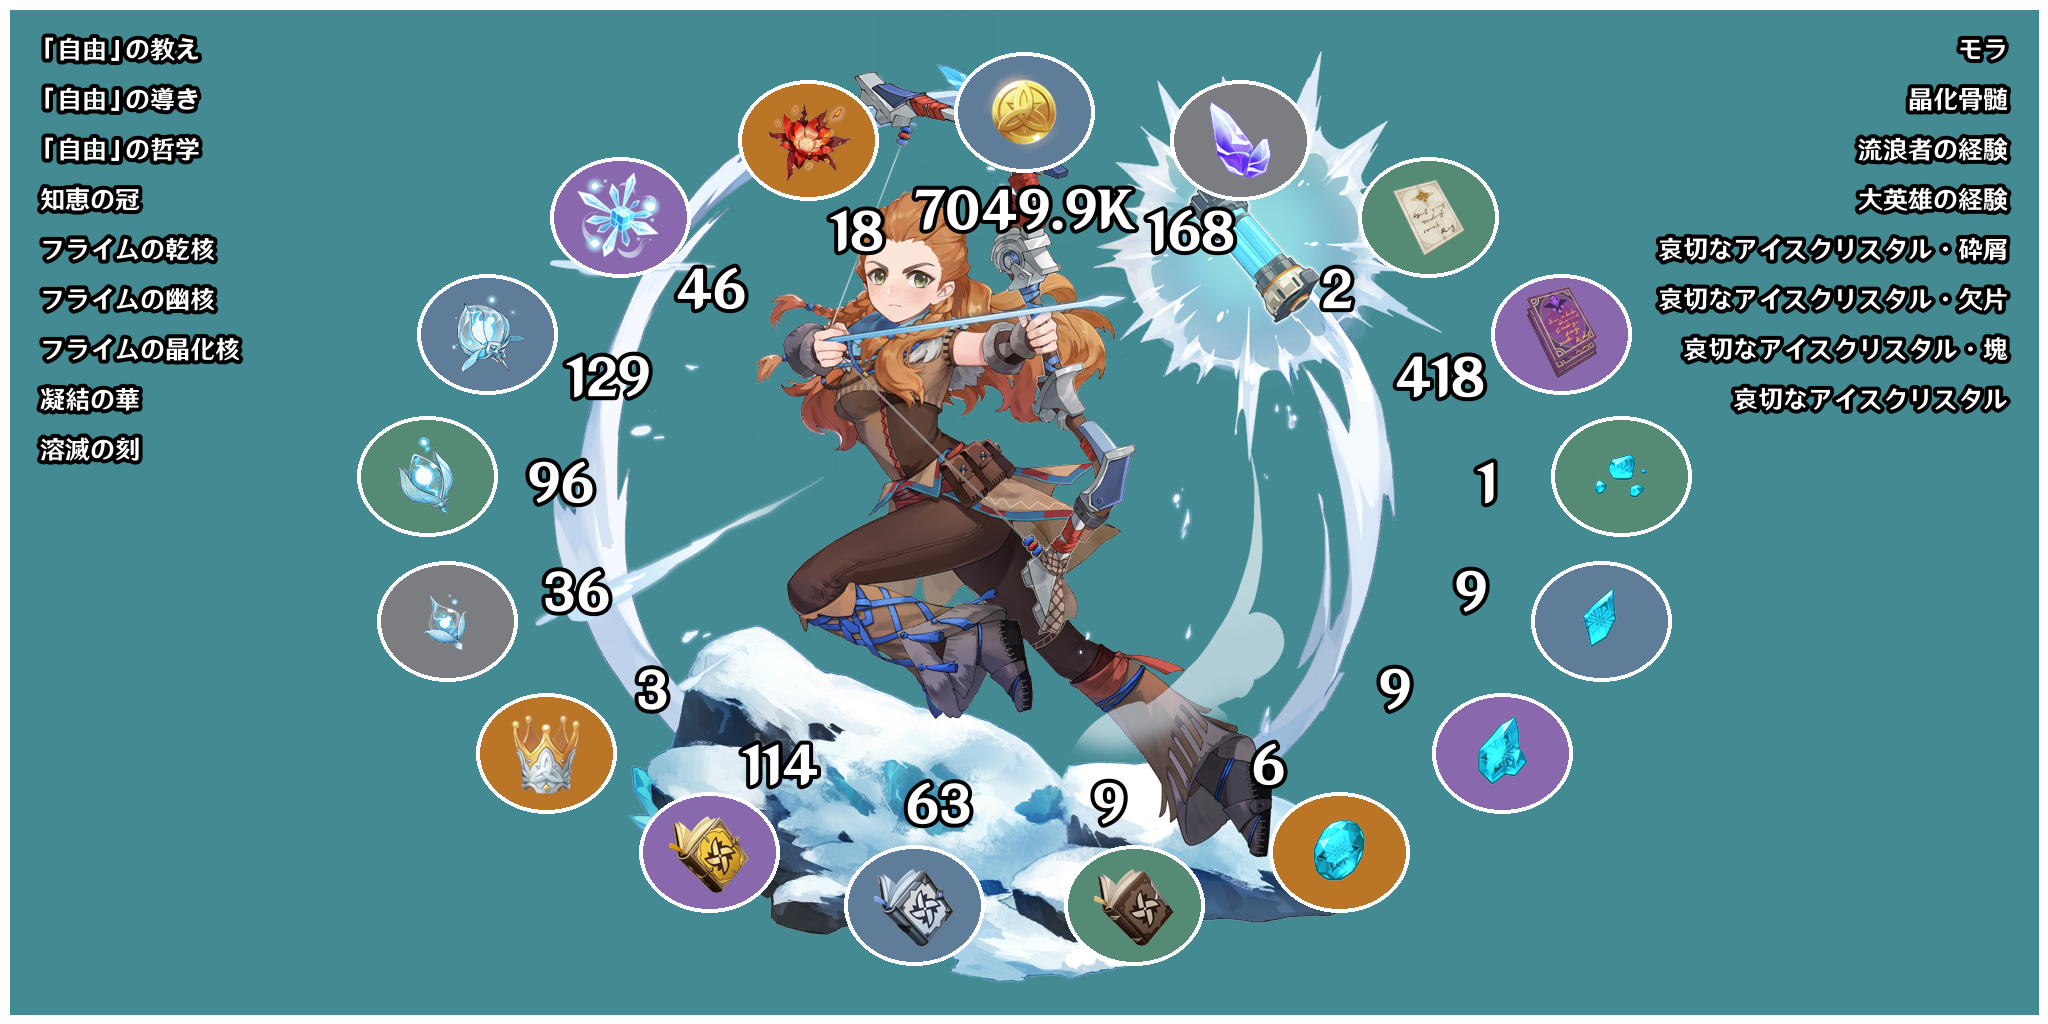 「自由」の教え
「自由」の導き
「自由」の哲学
知恵の冠
フライムの乾核
フライムの幽核
フライムの晶化核
凝結の華
溶滅の刻
モラ
晶化骨髄
流浪者の経験
大英雄の経験
哀切なアイスクリスタル・砕屑
哀切なアイスクリスタル・欠片
哀切なアイスクリスタル・塊
哀切なアイスクリスタル
7049.9K
168
2
418
1
9
9
6
9
63
114
3
36
96
129
46
18